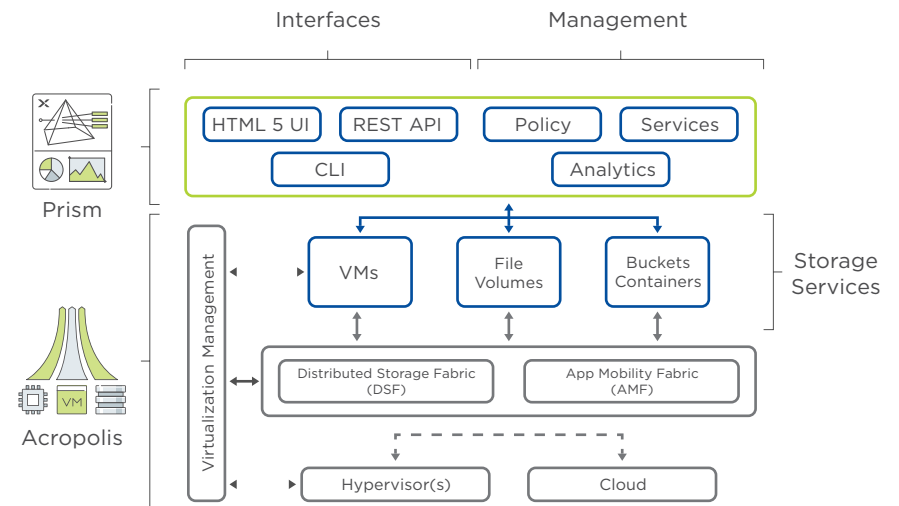 Interfaces
Management
HTML 5 UI
REST API
Policy
Services
CLI
Analytics
Prism
VMs
File
Volumes
Buckets
Containers
Storage
Services
Virtualization Management
Distributed Storage Fabric
(DSF)
App Mobility Fabric
(AMF)
VM
Acropolis
Hypervisor(s)
Cloud